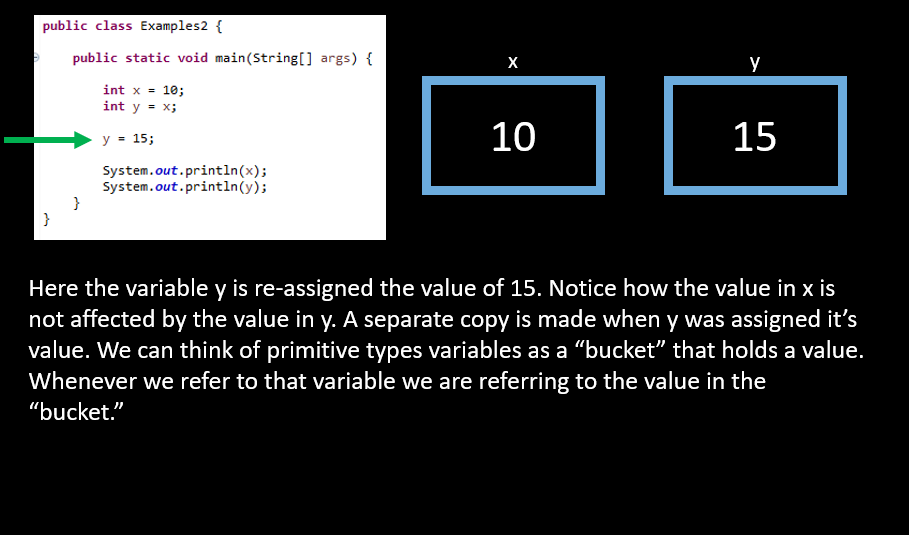 public class Examples2 {
public static void main(String[] args) {
int x = 10;
int y = x;
y = 15;
System.out.println(x);
System.out.println(y);
}
}
x
10
y
15
Here the variable y is re-assigned the value of 15. Notice how the value in x is
not affected by the value in y. A separate copy is made when y was assigned it’s
value. We can think of primitive types variables as a “bucket” that holds a value.
Whenever we refer to that variable we are referring to the value in the
“bucket.”